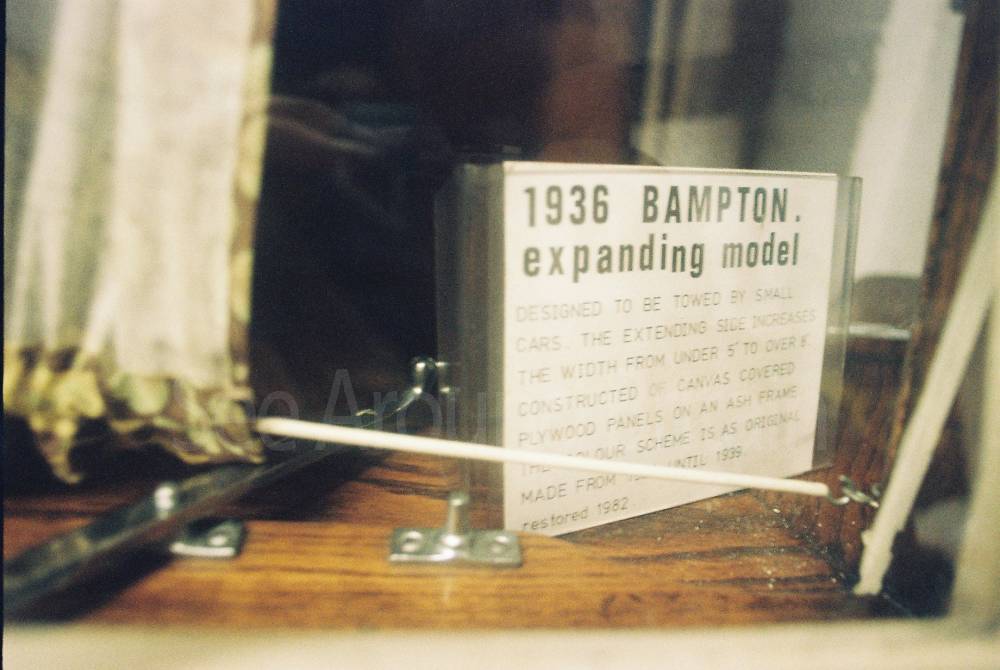 1936 BAMPTON.
expanding model
DESIGNED TO BE TOWED BY SMALL
CARS. THE EXTENDING SIDE INCREASES
THE WIDTH FROM UNDER 5' TO OVER 8'.
CONSTRUCTED OF CANVAS COVERED
PLYWOOD PANELS ON AN ASH FRAME
THE COLOUR SCHEME IS AS ORIGINAL
MADE FROM UNTIL 1939.
restored 1982